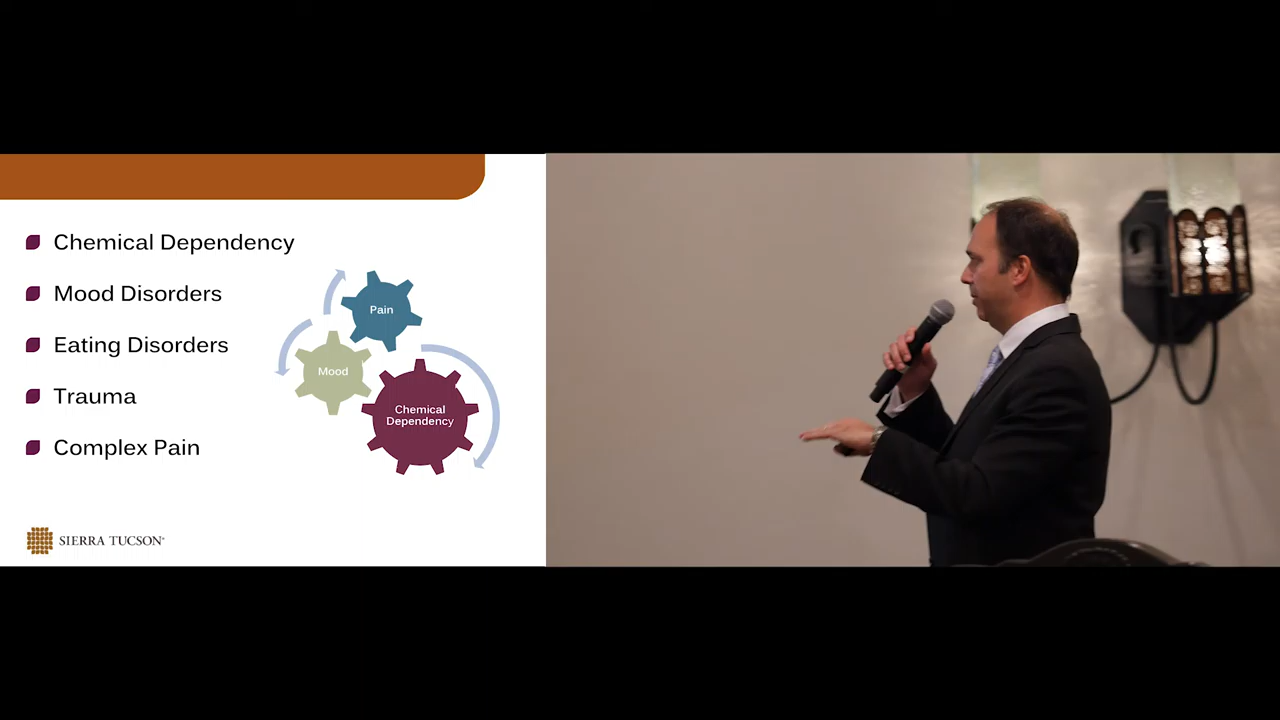 Chemical Dependency
Mood Disorders
Eating Disorders
Trauma
Complex Pain
Pain
Mood
Chemical
Dependency
SIERRA TUCSON®